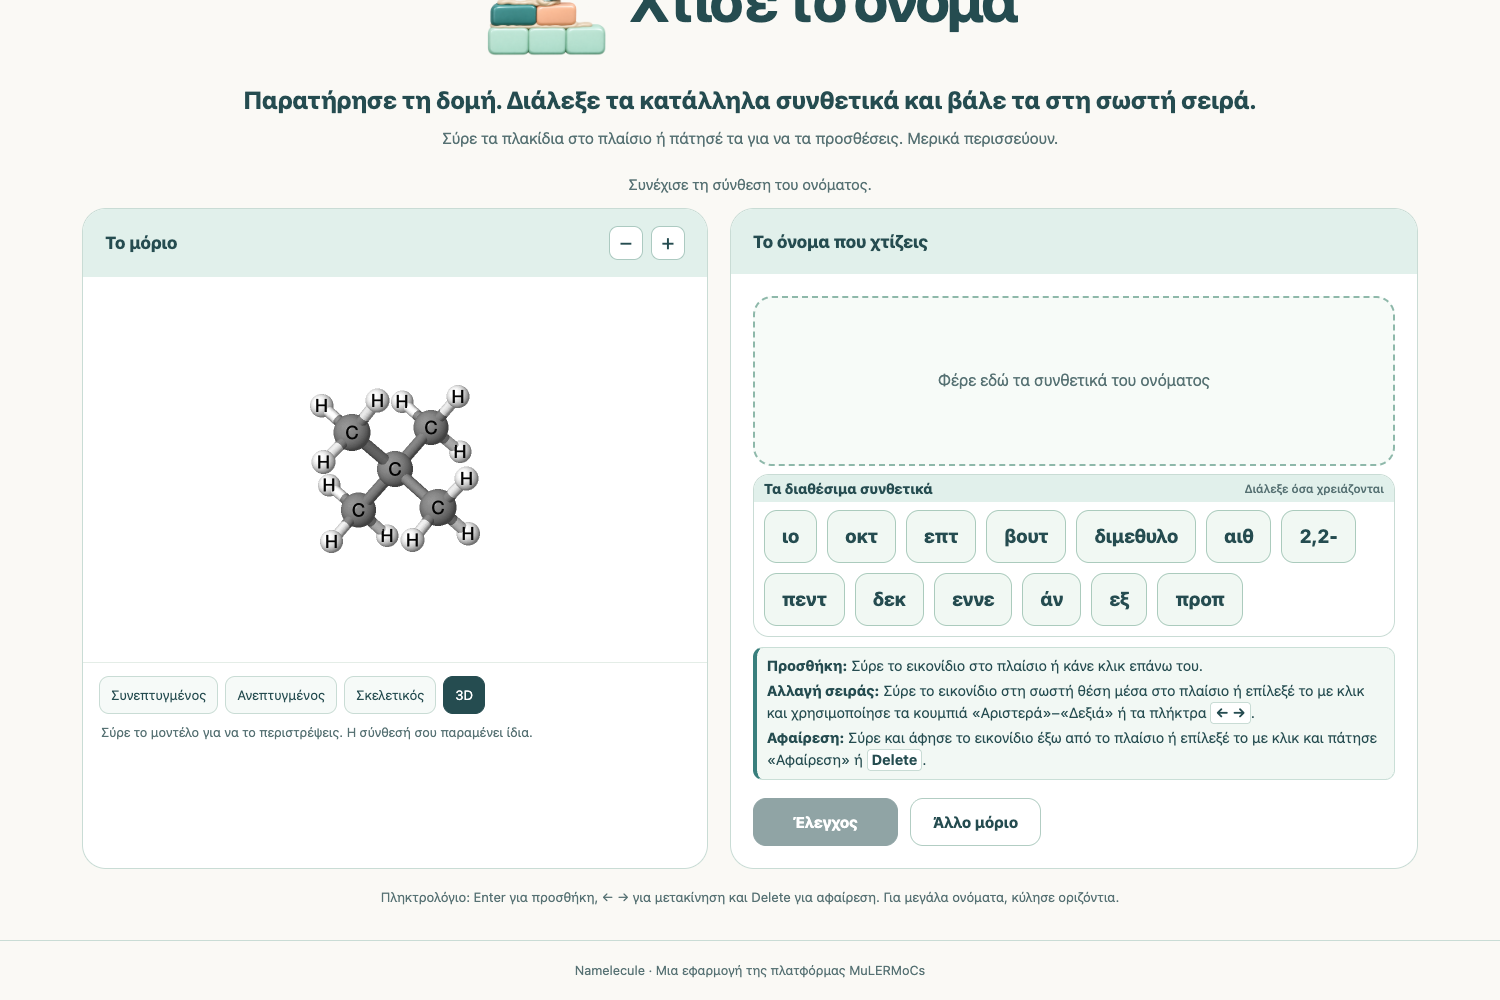 Χτίσε το όνομα
Παρατήρησε τη δομή. Διάλεξε τα κατάλληλα συνθετικά και βάλε τα στη σωστή σειρά.
Σύρε τα πλακίδια στο πλαίσιο ή πάτησέ τα για να τα προσθέσεις. Μερικά περισσεύουν.
Συνέχισε τη σύνθεση του ονόματος.
Το μόριο
− +
H H H H
C C
H H
C
H H
C C
H H H H
Συνεπτυγμένος Ανεπτυγμένος Σκελετικός 3D
Σύρε το μοντέλο για να το περιστρέψεις. Η σύνθεσή σου παραμένει ίδια.
Το όνομα που χτίζεις
Φέρε εδώ τα συνθετικά του ονόματος
Τα διαθέσιμα συνθετικά Διάλεξε όσα χρειάζονται
ιο οκτ επτ βουτ διμεθυλο αιθ 2,2-
πεντ δεκ εννε άν εξ προπ
Προσθήκη: Σύρε το εικονίδιο στο πλαίσιο ή κάνε κλικ επάνω του.
Αλλαγή σειράς: Σύρε το εικονίδιο στη σωστή θέση μέσα στο πλαίσιο ή επίλεξέ το με κλικ
και χρησιμοποίησε τα κουμπιά «Αριστερά»–«Δεξιά» ή τα πλήκτρα ← → .
Αφαίρεση: Σύρε και άφησε το εικονίδιο έξω από το πλαίσιο ή επίλεξέ το με κλικ και πάτησε
«Αφαίρεση» ή Delete .
Έλεγχος Άλλο μόριο
Πληκτρολόγιο: Enter για προσθήκη, ← → για μετακίνηση και Delete για αφαίρεση. Για μεγάλα ονόματα, κύλησε οριζόντια.
Namelecule · Μια εφαρμογή της πλατφόρμας MuLERMoCs